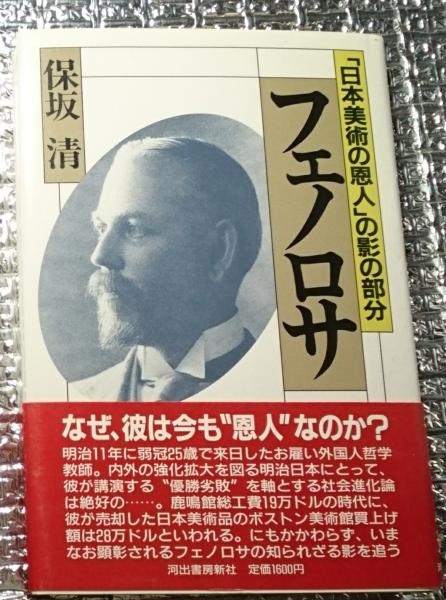 「日本美術の恩人」の影の部分
フェノロサ
保坂 清
なぜ、彼は今も“恩人”なのか?
明治11年に弱冠25歳で来日したお雇い外国人哲学
教師。内外の強化拡大を図る明治日本にとって、
彼が講演する“優勝劣敗”を軸とする社会進化論
は絶好の……。鹿鳴館総工費19万ドルの時代に、
彼が売却した日本美術品のボストン美術館買上げ
額は28万ドルといわれる。にもかかわらず、いま
なお顕彰されるフェノロサの知られざる影を追う
河出書房新社 定価1600円